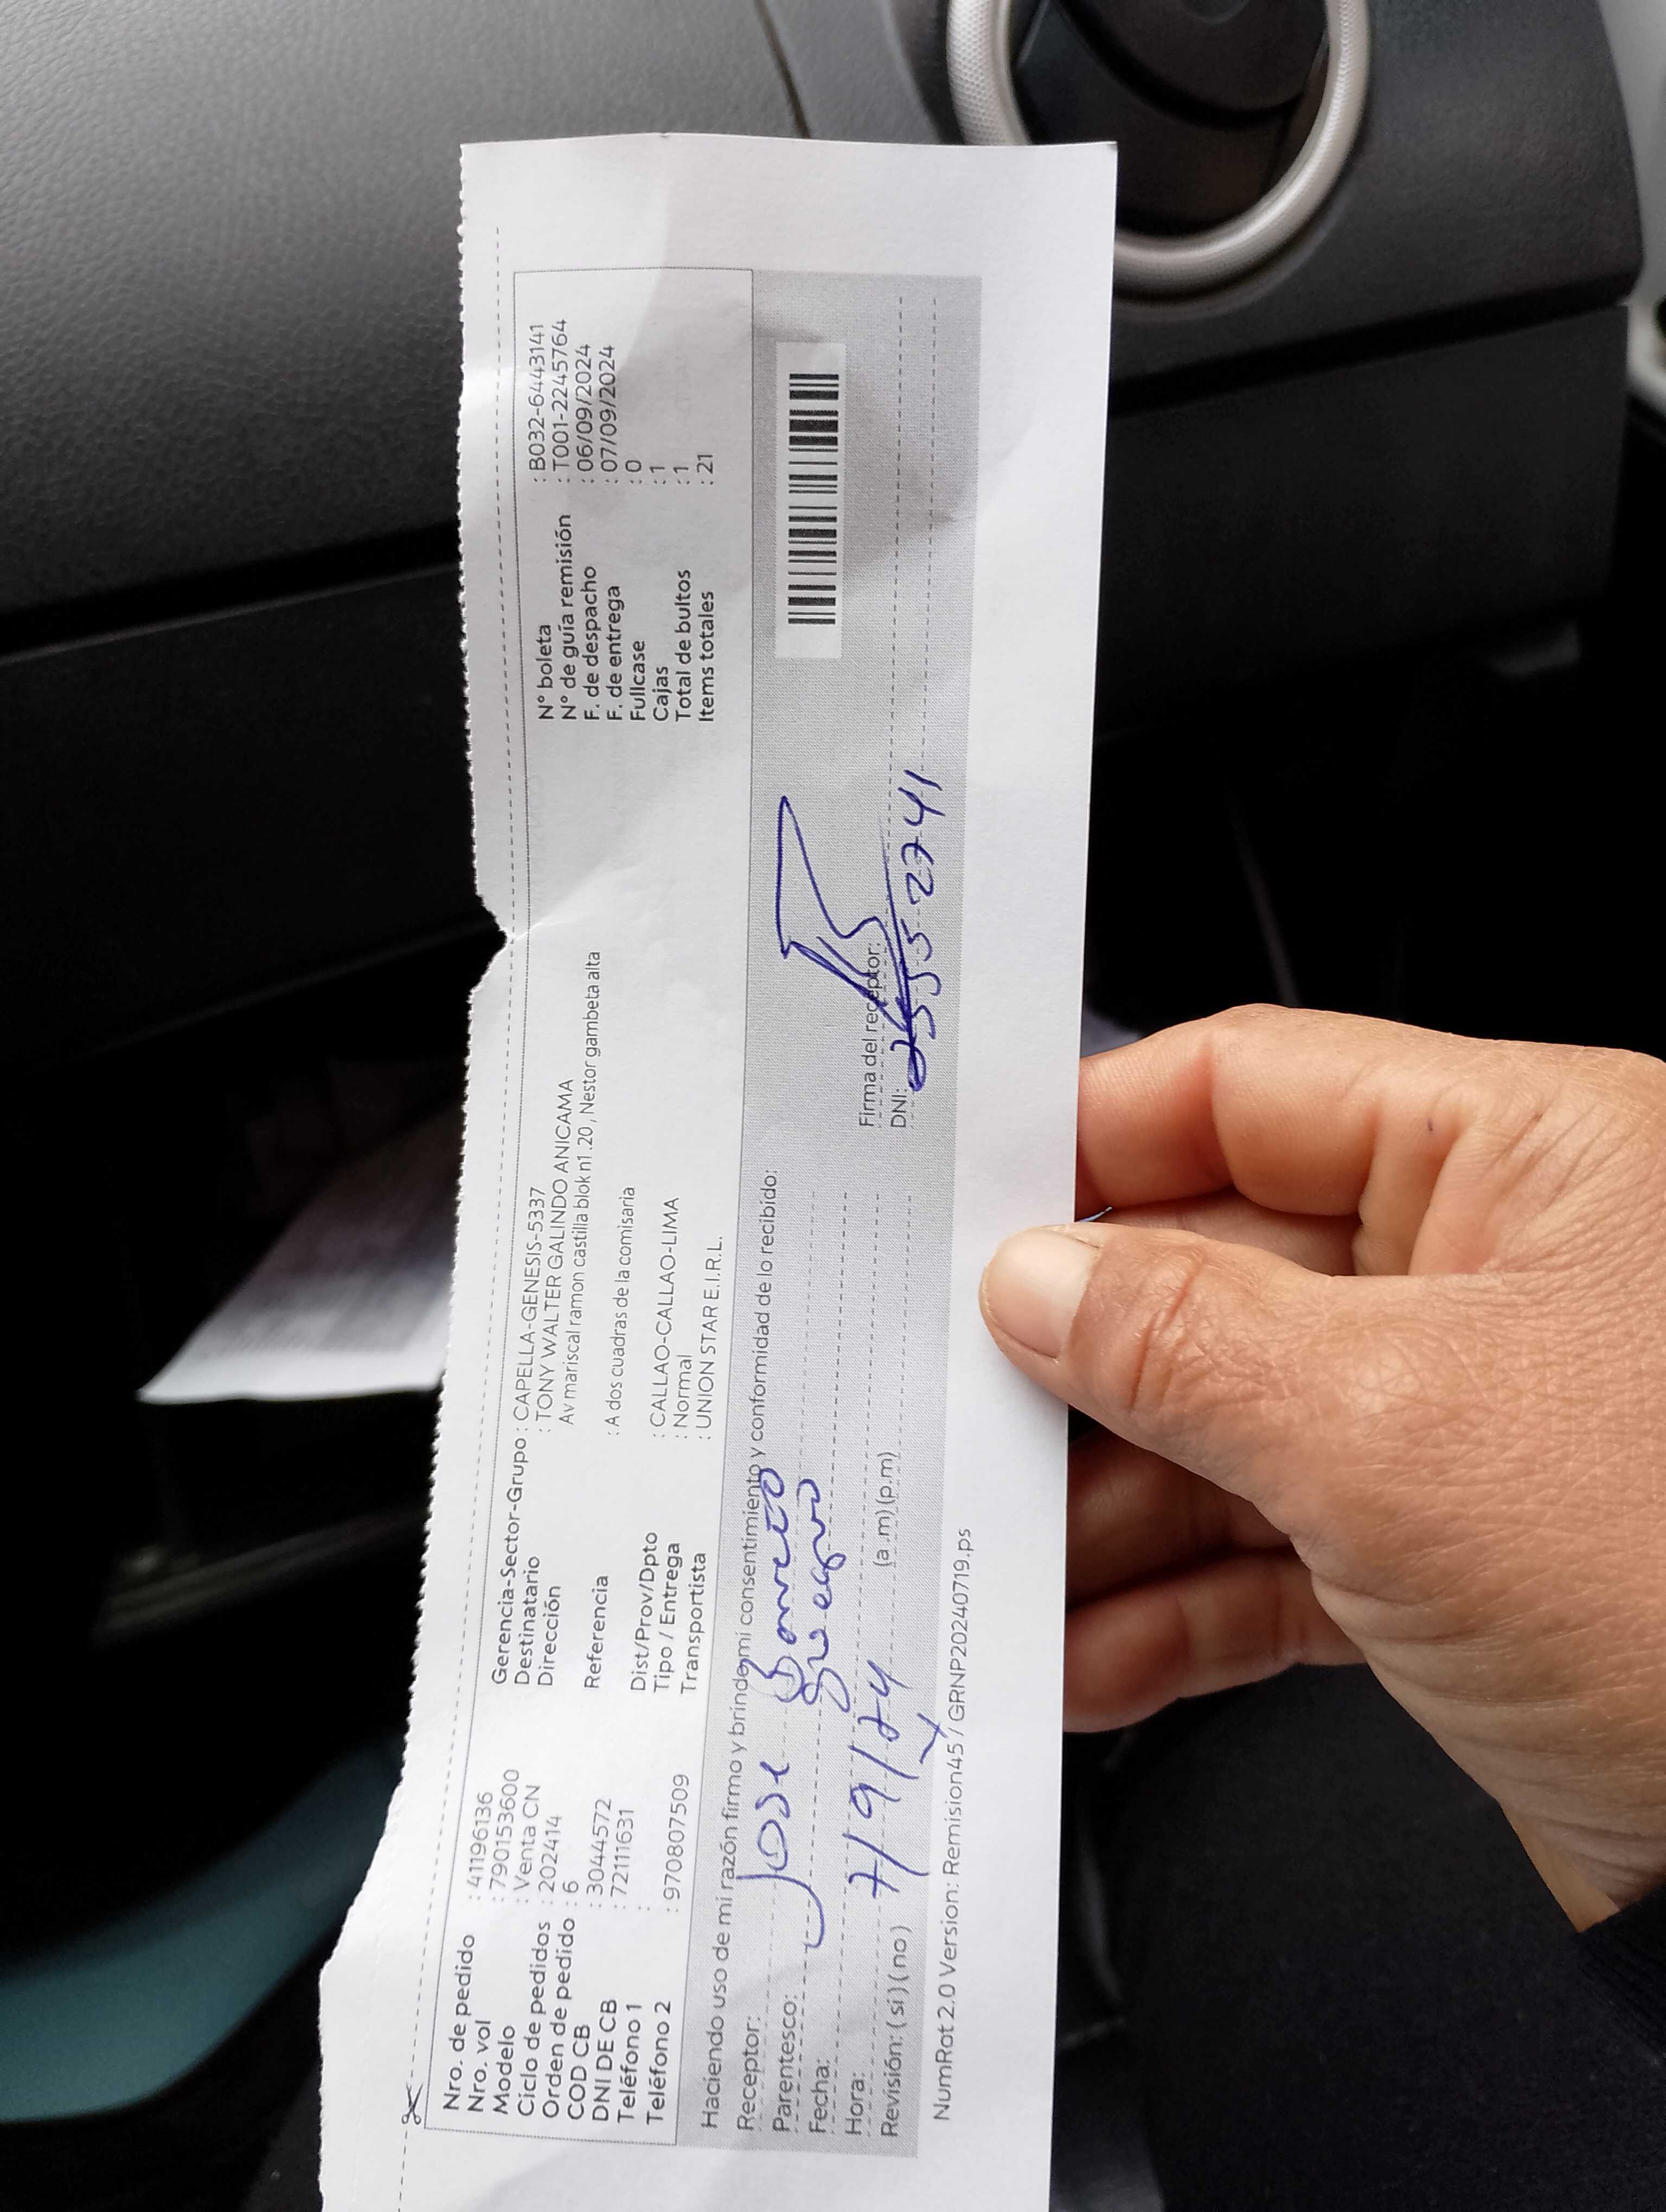 Nro. de pedido : 41196136
Nro. vol : 7901153600
Modelo : Venta CN
Ciclo de pedidos : 202414
Orden de pedido : 6
COD CB : 3044572
DNI DE CB : 72111631
Teléfono 1 :
Teléfono 2 : 970807509
Gerencia-Sector-Grupo : CAPELLA-GENESIS-5337
Destinatario : TONY WALTER GALINDO ANICAMA
Dirección Av mariscal ramon castilla blok n1 .20 , Nestor gambeta alta
Referencia : A dos cuadras de la comisaria
Dist/Prov/Dpto : CALLAO-CALLAO-LIMA
Tipo / Entrega : Normal
Transportista : UNION STAR E.I.R.L.
N° boleta : B032-6443141
N° de guía remisión : T001-2245764
F. de despacho : 06/09/2024
F. de entrega : 07/09/2024
Fullcase : 0
Cajas : 1
Total de bultos : 1
Items totales : 21
Haciendo uso de mi razón firmo y brindo mi consentimiento y conformidad de lo recibido:
Receptor: Jose
Parentesco:
Fecha: 7/9/24
Hora: (a.m) (p.m)
Revisión: ( si ) ( no )
Firma del receptor:
DNI: 25552741
NumRot 2.0 Version: Remision45 / GRNP20240719.ps